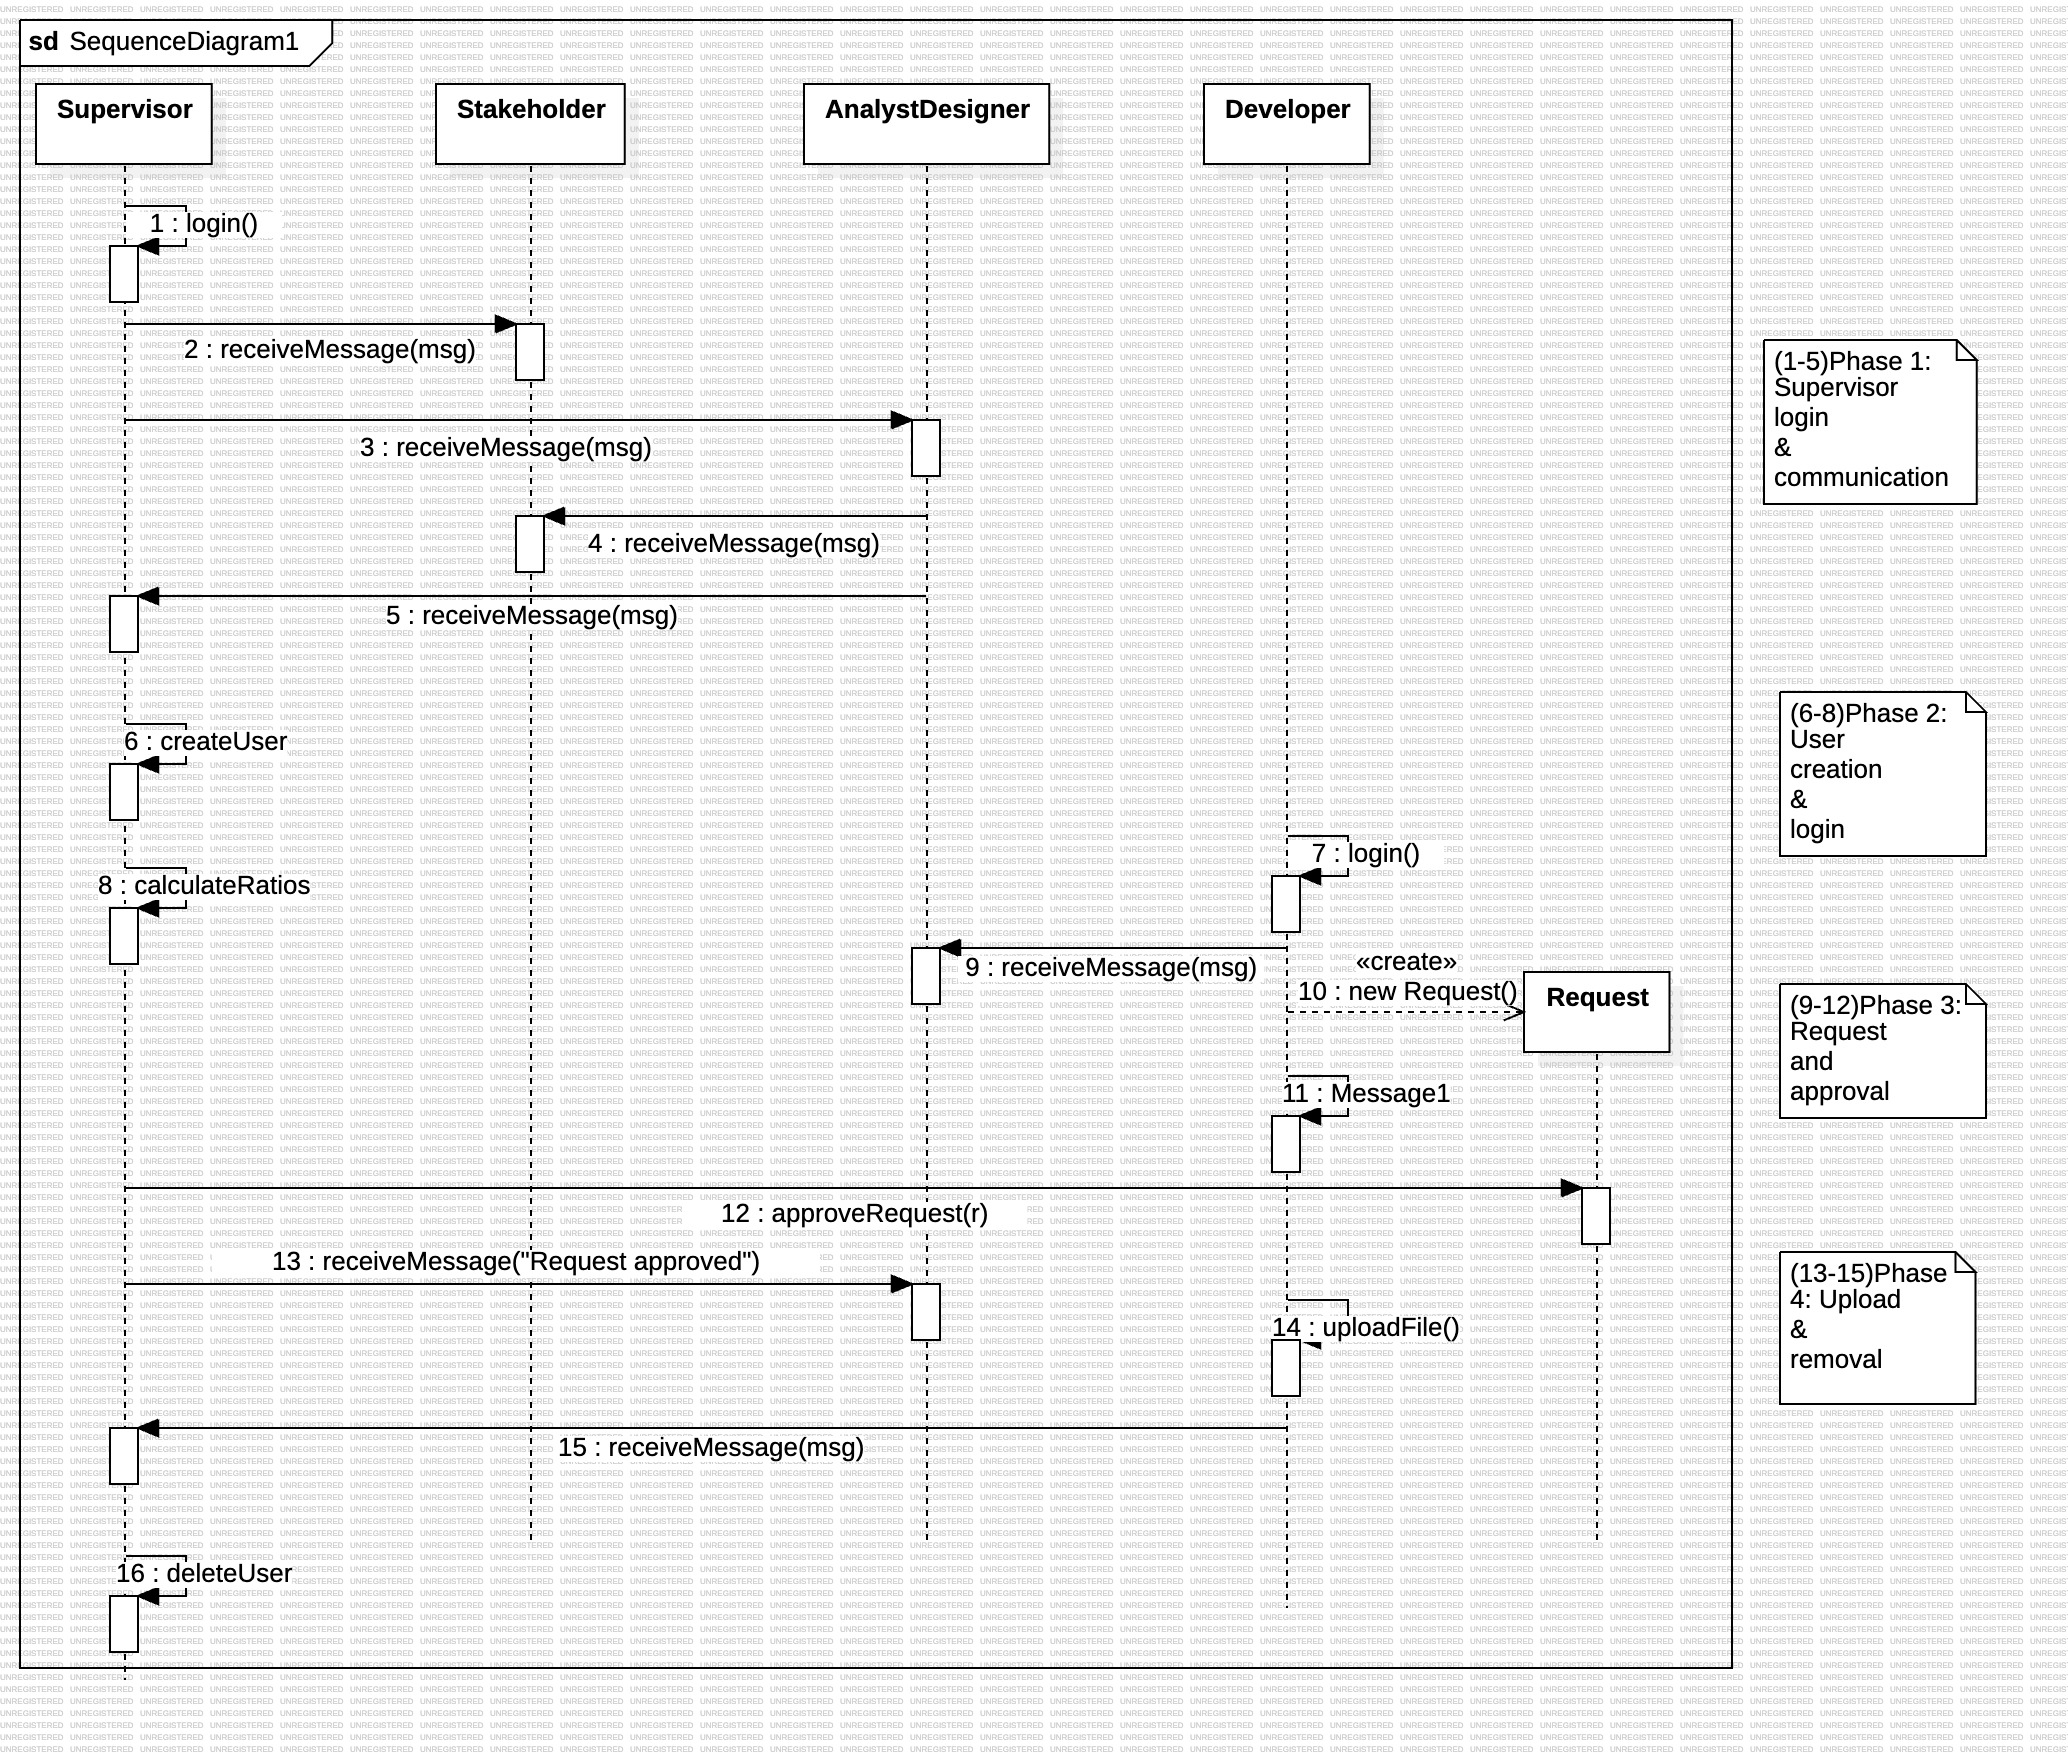 sd SequenceDiagram1
Supervisor
Stakeholder
AnalystDesigner
Developer
1 : login()
2 : receiveMessage(msg)
(1-5)Phase 1:
Supervisor
login
&
communication
3 : receiveMessage(msg)
4 : receiveMessage(msg)
5 : receiveMessage(msg)
6 : createUser
(6-8)Phase 2:
User
creation
&
login
7 : login()
8 : calculateRatios
9 : receiveMessage(msg)
«create»
10 : new Request()
Request
(9-12)Phase 3:
Request
and
approval
11 : Message1
12 : approveRequest(r)
13 : receiveMessage("Request approved")
(13-15)Phase
4: Upload
&
removal
14 : uploadFile()
15 : receiveMessage(msg)
16 : deleteUser
UNREGISTERED